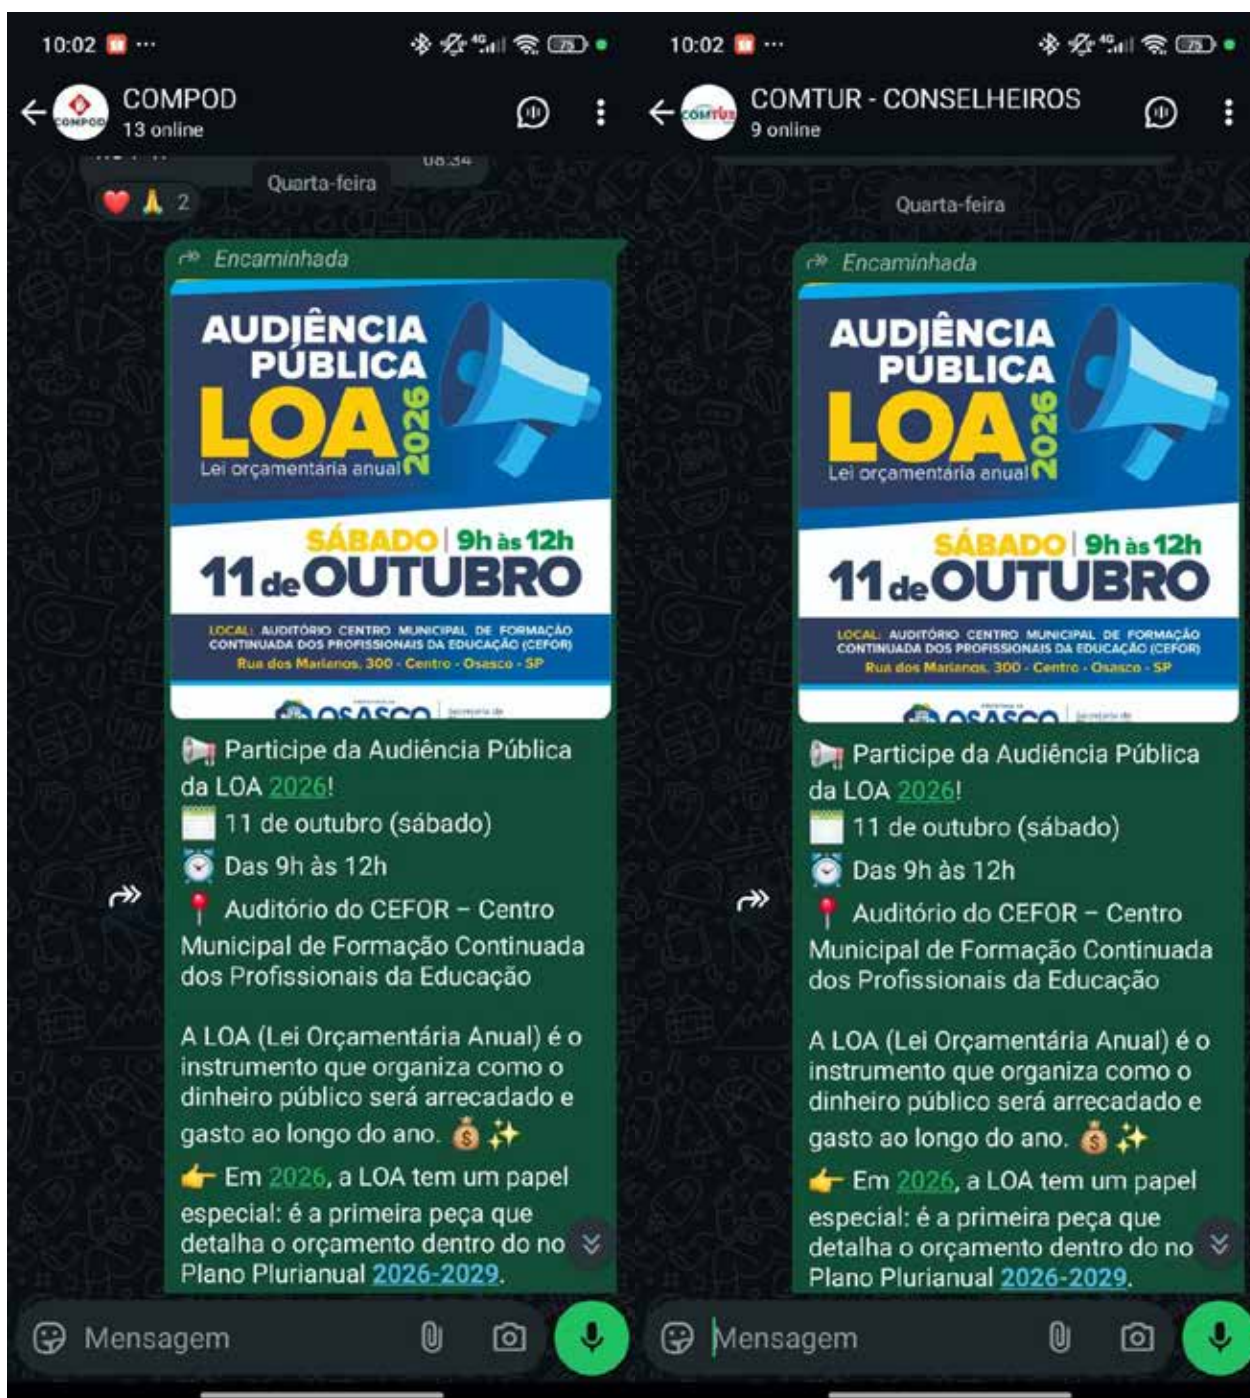 10:02
4G
75
COMPOD
13 online
COMPOD
08:34
Quarta-feira
2
Encaminhada
AUDIÊNCIA
PÚBLICA
LOA
2026
Lei orçamentária anual
SÁBADO | 9h às 12h
11 de OUTUBRO
LOCAL: AUDITÓRIO CENTRO MUNICIPAL DE FORMAÇÃO
CONTINUADA DOS PROFISSIONAIS DA EDUCAÇÃO (CEFOR)
Rua dos Marianos, 300 - Centro - Osasco - SP
OSASCO
Participe da Audiência Pública
da LOA 2026!
11 de outubro (sábado)
Das 9h às 12h
Auditório do CEFOR – Centro
Municipal de Formação Continuada
dos Profissionais da Educação
A LOA (Lei Orçamentária Anual) é o
instrumento que organiza como o
dinheiro público será arrecadado e
gasto ao longo do ano.
Em 2026, a LOA tem um papel
especial: é a primeira peça que
detalha o orçamento dentro do no
Plano Plurianual 2026-2029.
Mensagem
10:02
4G
75
COMTUR - CONSELHEIROS
9 online
COMTUR
Quarta-feira
Encaminhada
AUDIÊNCIA
PÚBLICA
LOA
2026
Lei orçamentária anual
SÁBADO | 9h às 12h
11 de OUTUBRO
LOCAL: AUDITÓRIO CENTRO MUNICIPAL DE FORMAÇÃO
CONTINUADA DOS PROFISSIONAIS DA EDUCAÇÃO (CEFOR)
Rua dos Marianos, 300 - Centro - Osasco - SP
OSASCO
Participe da Audiência Pública
da LOA 2026!
11 de outubro (sábado)
Das 9h às 12h
Auditório do CEFOR – Centro
Municipal de Formação Continuada
dos Profissionais da Educação
A LOA (Lei Orçamentária Anual) é o
instrumento que organiza como o
dinheiro público será arrecadado e
gasto ao longo do ano.
Em 2026, a LOA tem um papel
especial: é a primeira peça que
detalha o orçamento dentro do no
Plano Plurianual 2026-2029.
Mensagem